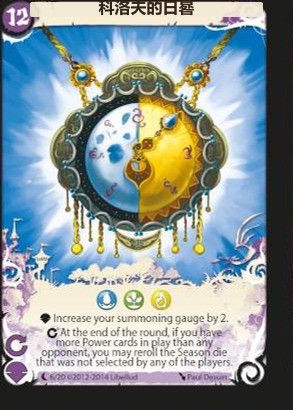 科洛夫的日晷
12
Increase your summoning gauge by 2.
At the end of the round, if you have
more Power cards in play than any
opponent, you may reroll the Season die
that was not selected by any of the players.
6/20 ©2012-2014 Libellud